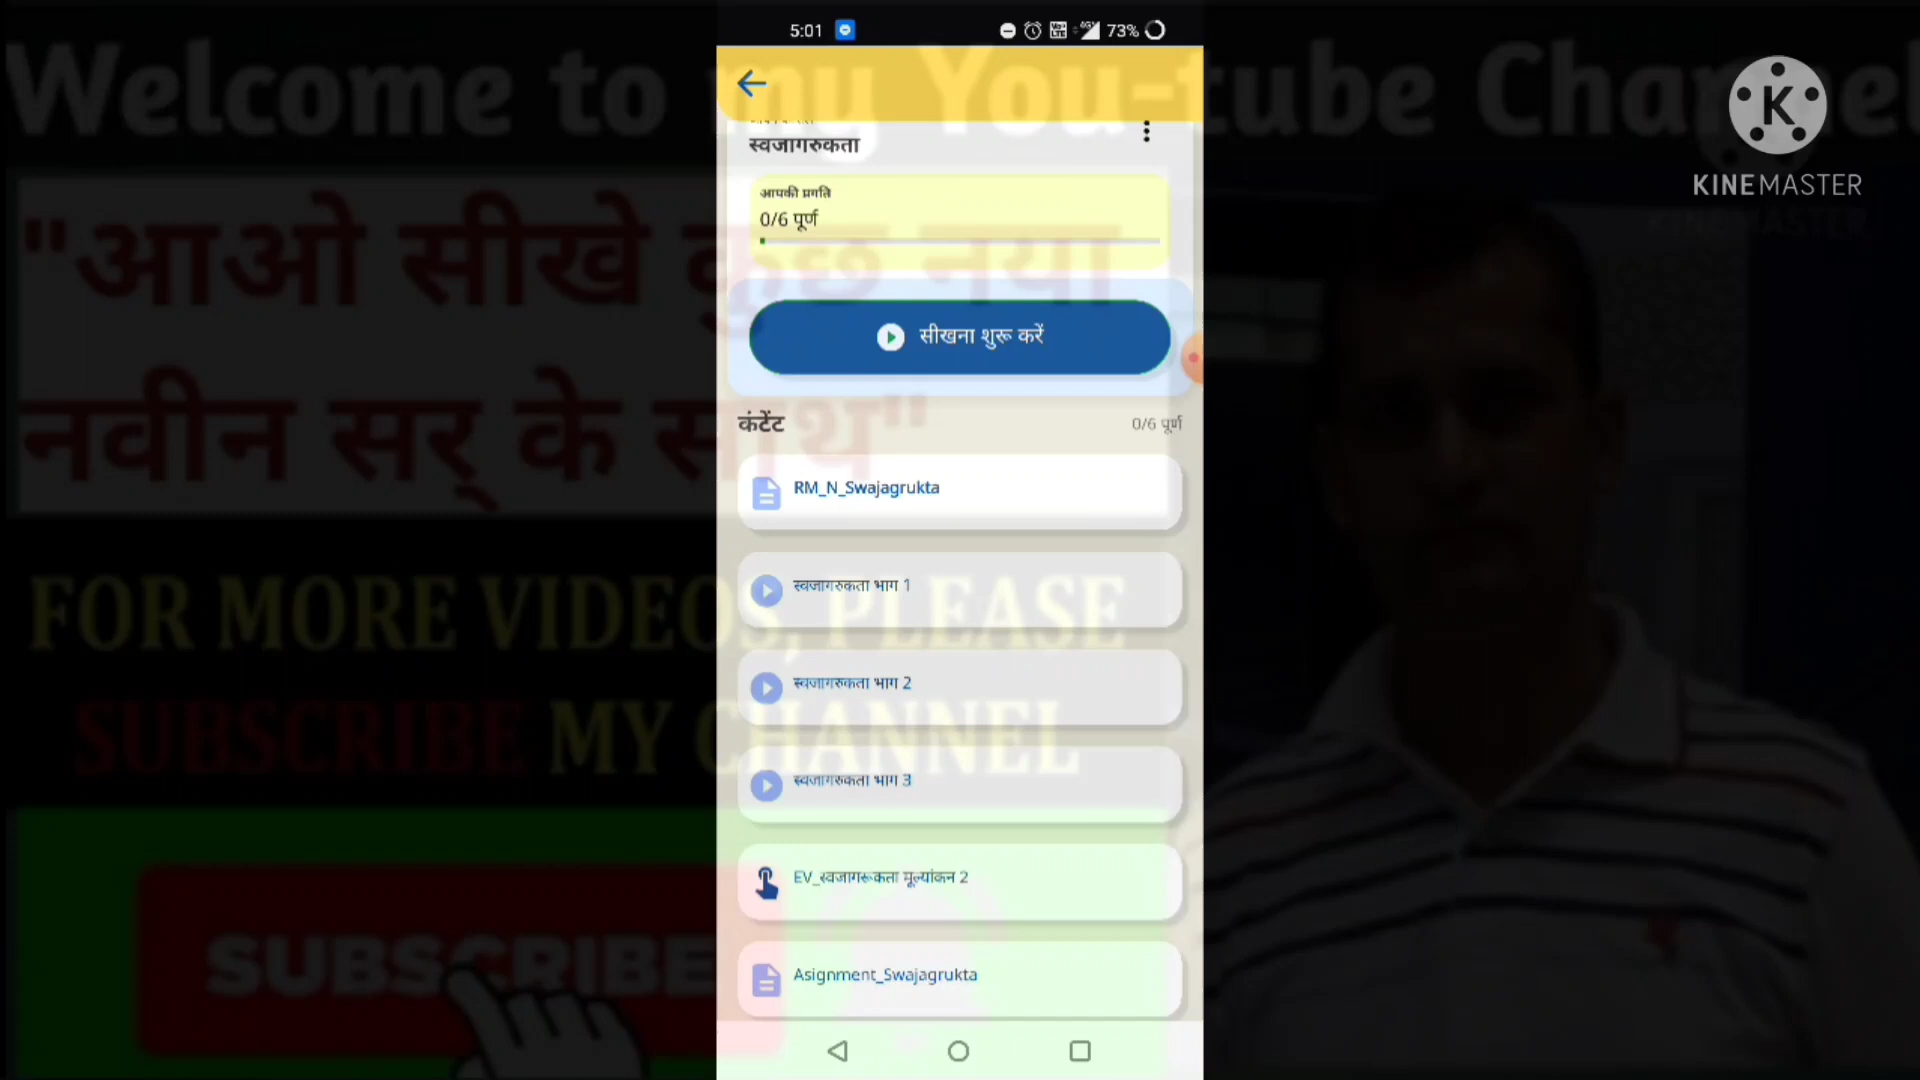 5:01
73%
Welcome to my You-tube Channel
KINEMASTER
स्वजागरुकता
आपकी प्रगति
0/6 पूर्ण
"आओ सीखे कुछ नया
सीखना शुरू करें
नवीन सर् के साथ"
कंटेंट
0/6 पूर्ण
RM_N_Swajagrukta
स्वजागरुकता भाग 1
FOR MORE VIDEOS, PLEASE
स्वजागरुकता भाग 2
SUBSCRIBE MY CHANNEL
स्वजागरुकता भाग 3
EV_स्वजागरूकता मूल्यांकन 2
SUBSCRIBE
Asignment_Swajagrukta